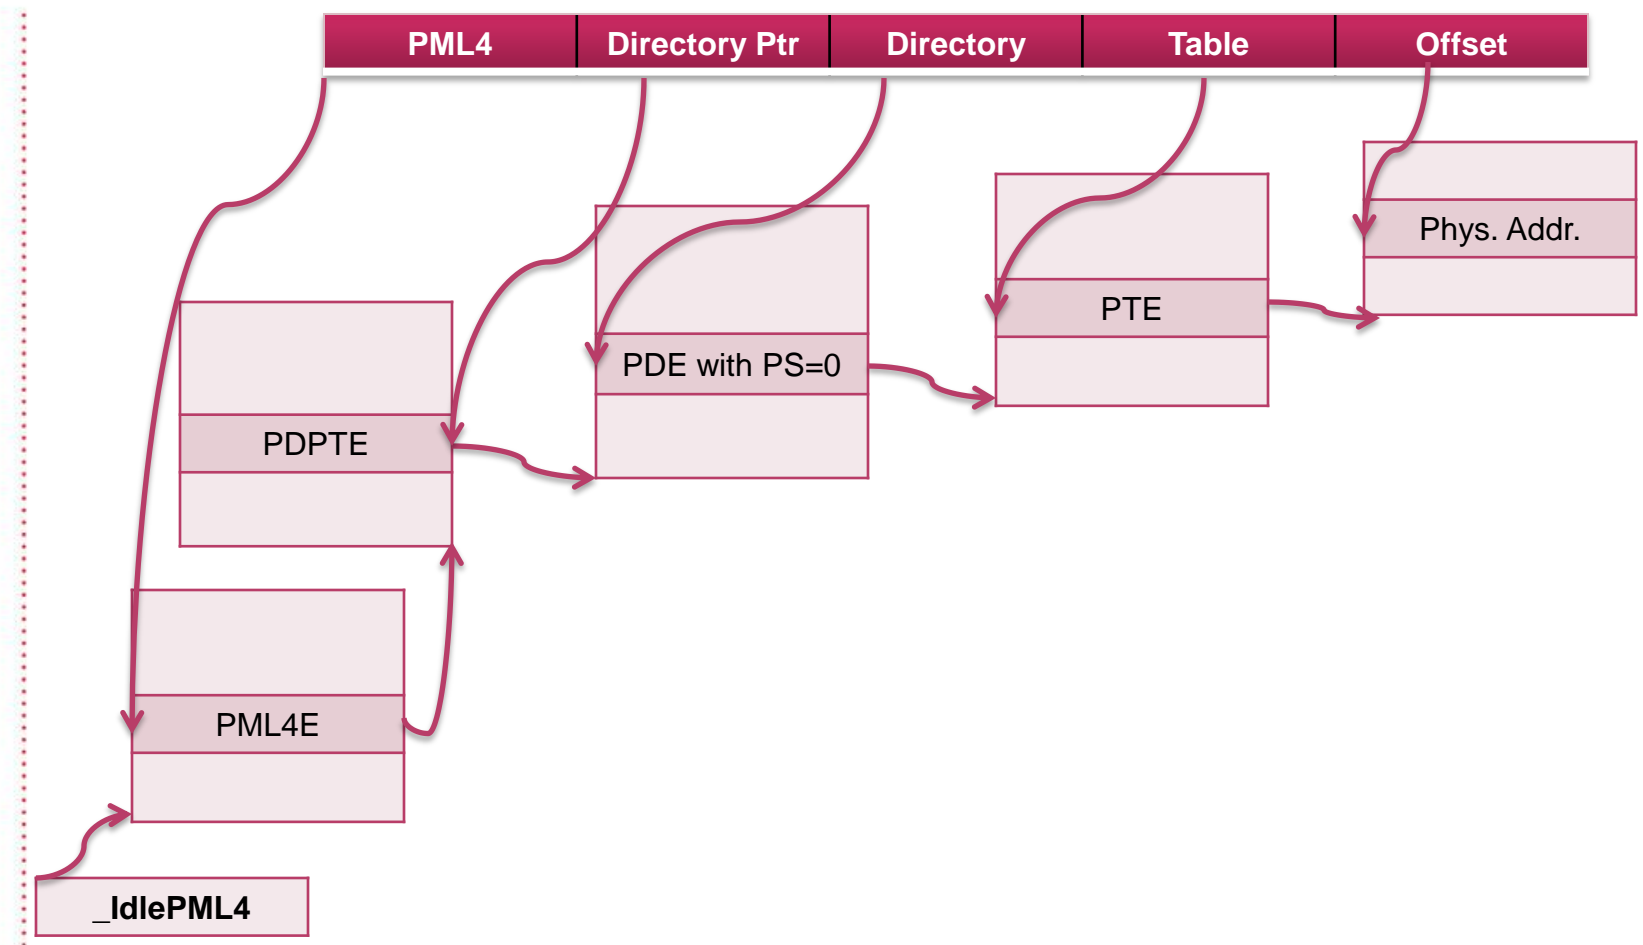 PML4 Directory Ptr Directory Table Offset
Phys. Addr.
PTE
PDE with PS=0
PDPTE
PML4E
_IdlePML4